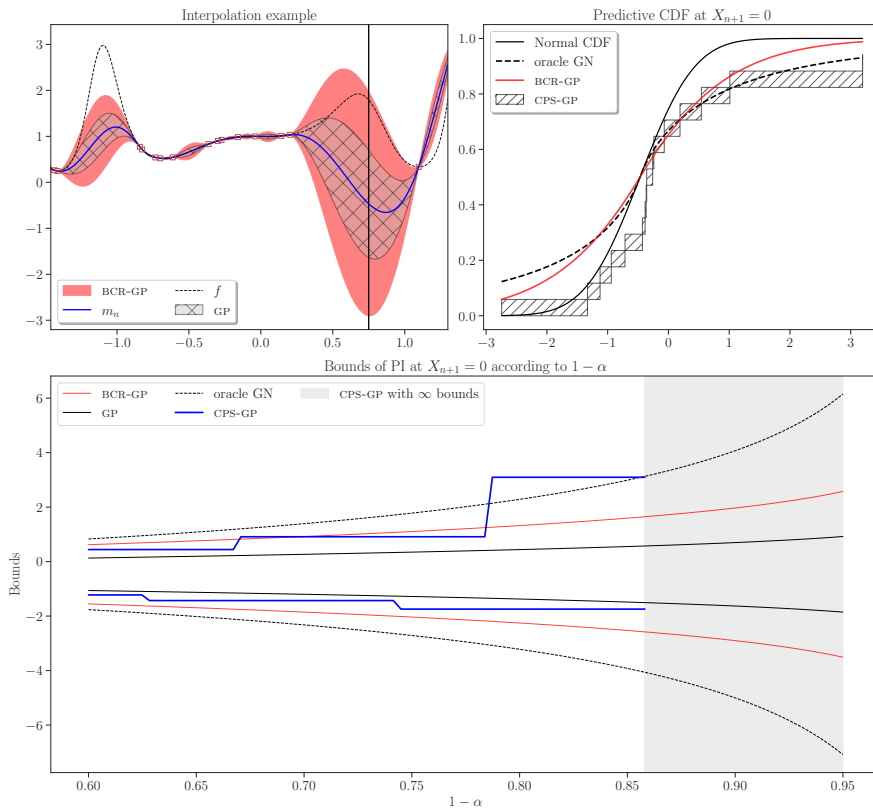 Interpolation example
3
2
1
0
−1
−2
−3
BCR-GP
m_n
f
GP
−1.0
−0.5
0.0
0.5
1.0
Predictive CDF at X_{n+1} = 0
1.0
0.8
0.6
0.4
0.2
0.0
Normal CDF
oracle GN
BCR-GP
CPS-GP
−3
−2
−1
0
1
2
3
Bounds of PI at X_{n+1} = 0 according to 1 − α
BCR-GP
GP
oracle GN
CPS-GP
CPS-GP with ∞ bounds
Bounds
6
4
2
0
−2
−4
−6
0.60
0.65
0.70
0.75
0.80
0.85
0.90
0.95
1 − α